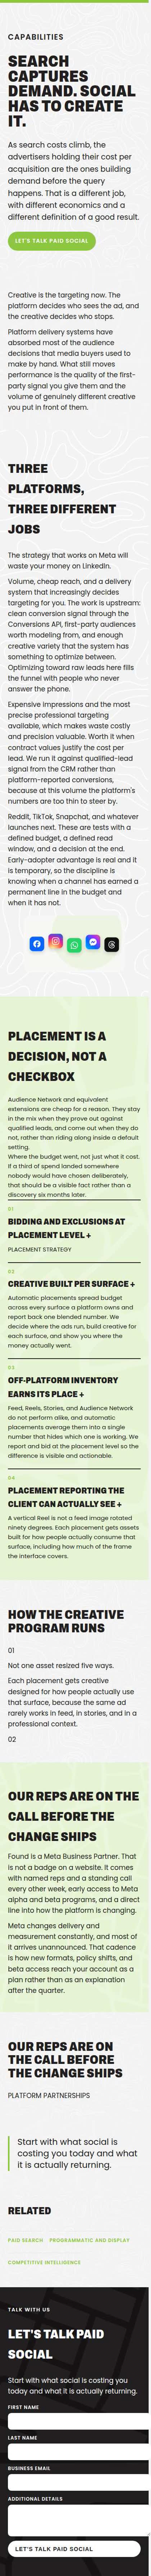 CAPABILITIES
SEARCH
CAPTURES
DEMAND. SOCIAL
HAS TO CREATE
IT.
As search costs climb, the
advertisers holding their cost per
acquisition are the ones building
demand before the query
happens. That is a different job,
with different economics and a
different definition of a good result.
LET'S TALK PAID SOCIAL
Creative is the targeting now. The
platform decides who sees the ad, and
the creative decides who stops.
Platform delivery systems have
absorbed most of the audience
decisions that media buyers used to
make by hand. What still moves
performance is the quality of the first-
party signal you give them and the
volume of genuinely different creative
you put in front of them.
THREE
PLATFORMS,
THREE DIFFERENT
JOBS
The strategy that works on Meta will
waste your money on LinkedIn.
Volume, cheap reach, and a delivery
system that increasingly decides
targeting for you. The work is upstream:
clean conversion signal through the
Conversions API, first-party audiences
worth modeling from, and enough
creative variety that the system has
something to optimize between.
Optimizing toward raw leads here fills
the funnel with people who never
answer the phone.
Expensive impressions and the most
precise professional targeting
available, which makes waste costly
and precision valuable. Worth it when
contract values justify the cost per
lead. We run it against qualified-lead
signal from the CRM rather than
platform-reported conversions,
because at this volume the platform's
numbers are too thin to steer by.
Reddit, TikTok, Snapchat, and whatever
launches next. These are tests with a
defined budget, a defined read
window, and a decision at the end.
Early-adopter advantage is real and it
is temporary, so the discipline is
knowing when a channel has earned a
permanent line in the budget and
when it has not.
PLACEMENT IS A
DECISION, NOT A
CHECKBOX
Audience Network and equivalent
extensions are cheap for a reason. They stay
in the mix when they prove out against
qualified leads, and come out when they do
not, rather than riding along inside a default
setting.
Where the budget went, not just what it cost.
If a third of spend landed somewhere
nobody would have chosen deliberately,
that should be a visible fact rather than a
discovery six months later.
01
BIDDING AND EXCLUSIONS AT
PLACEMENT LEVEL +
PLACEMENT STRATEGY
02
CREATIVE BUILT PER SURFACE +
Automatic placements spread budget
across every surface a platform owns and
report back one blended number. We
decide where the ads run, build creative for
each surface, and show you where the
money actually went.
03
OFF-PLATFORM INVENTORY
EARNS ITS PLACE +
Feed, Reels, Stories, and Audience Network
do not perform alike, and automatic
placements average them into a single
number that hides which one is working. We
report and bid at the placement level so the
difference is visible and actionable.
04
PLACEMENT REPORTING THE
CLIENT CAN ACTUALLY SEE +
A vertical Reel is not a feed image rotated
ninety degrees. Each placement gets assets
built for how people actually consume that
surface, including how much of the frame
the interface covers.
HOW THE CREATIVE
PROGRAM RUNS
01
Not one asset resized five ways.
Each placement gets creative
designed for how people actually use
that surface, because the same ad
rarely works in feed, in stories, and in a
professional context.
02
OUR REPS ARE ON THE
CALL BEFORE THE
CHANGE SHIPS
Found is a Meta Business Partner. That
is not a badge on a website. It comes
with named reps and a standing call
every other week, early access to Meta
alpha and beta programs, and a direct
line into how the platform is changing.
Meta changes delivery and
measurement constantly, and most of
it arrives unannounced. That cadence
is how new formats, policy shifts, and
beta access reach your account as a
plan rather than as an explanation
after the quarter.
OUR REPS ARE ON
THE CALL BEFORE
THE CHANGE SHIPS
PLATFORM PARTNERSHIPS
Start with what social is
costing you today and what
it is actually returning.
RELATED
PAID SEARCH PROGRAMMATIC AND DISPLAY
COMPETITIVE INTELLIGENCE
TALK WITH US
LET'S TALK PAID
SOCIAL
Start with what social is costing you
today and what it is actually returning.
FIRST NAME
LAST NAME
BUSINESS EMAIL
ADDITIONAL DETAILS
LET'S TALK PAID SOCIAL